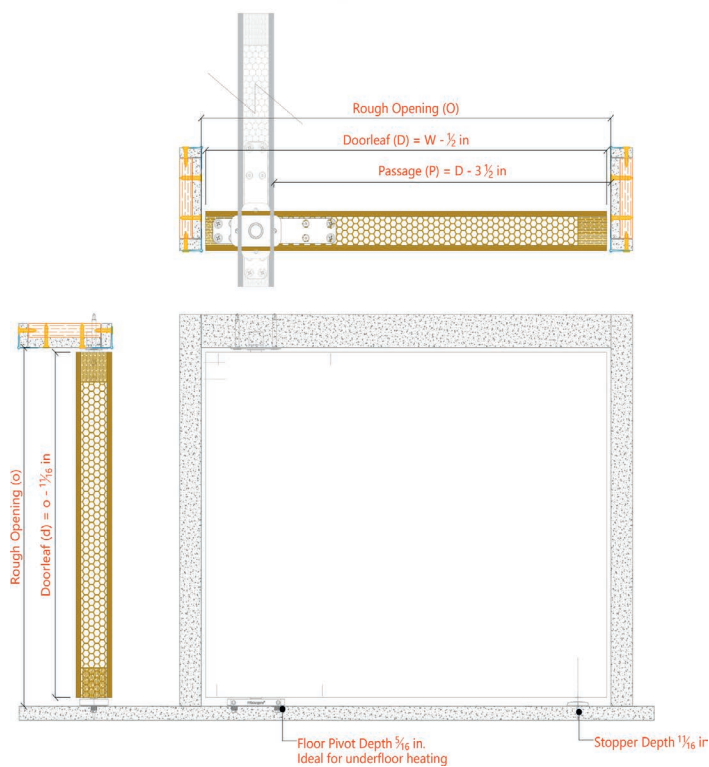 Rough Opening (O)
Doorleaf (D) = W - ½ in
Passage (P) = D - 3 ½ in
Rough Opening (o)
Doorleaf (d) = o - 11⁄16 in
Floor Pivot Depth 5⁄16 in.
Ideal for underfloor heating
Stopper Depth 11⁄16 in